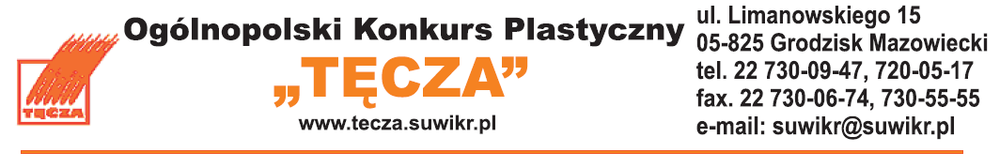 Ogólnopolski Konkurs Plastyczny
„TĘCZA”
www.tecza.suwikr.pl
TĘCZA
ul. Limanowskiego 15
05-825 Grodzisk Mazowiecki
tel. 22 730-09-47, 720-05-17
fax. 22 730-06-74, 730-55-55
e-mail: suwikr@suwikr.pl